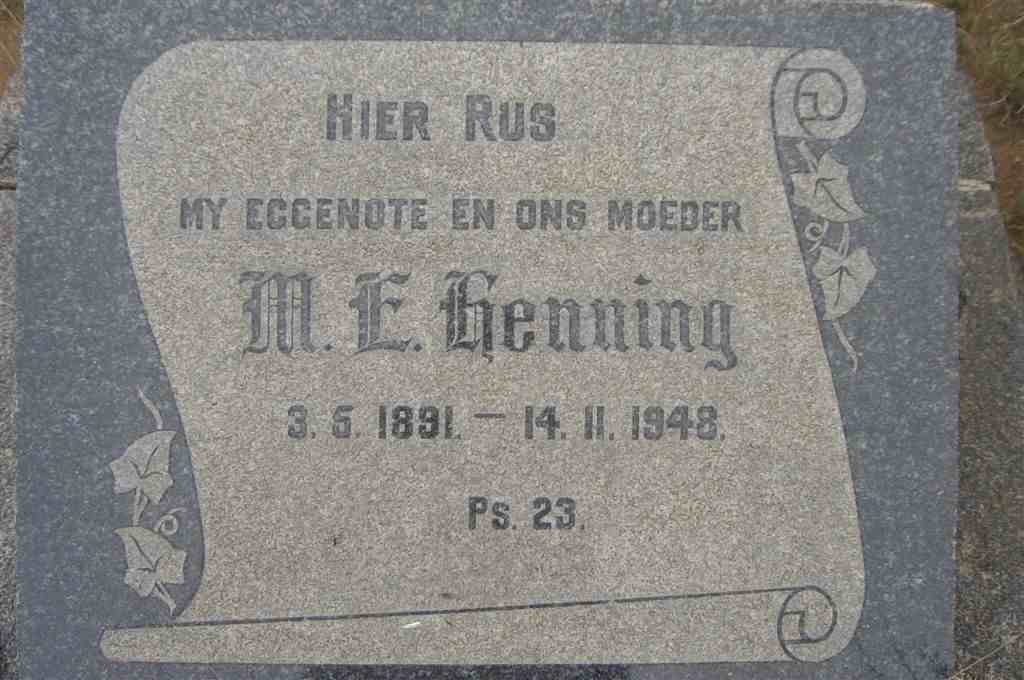 HIER RUS
MY EGGENOTE EN ONS MOEDER
M. E. Henning
3. 5. 1891. — 14. 11. 1948.
Ps. 23.